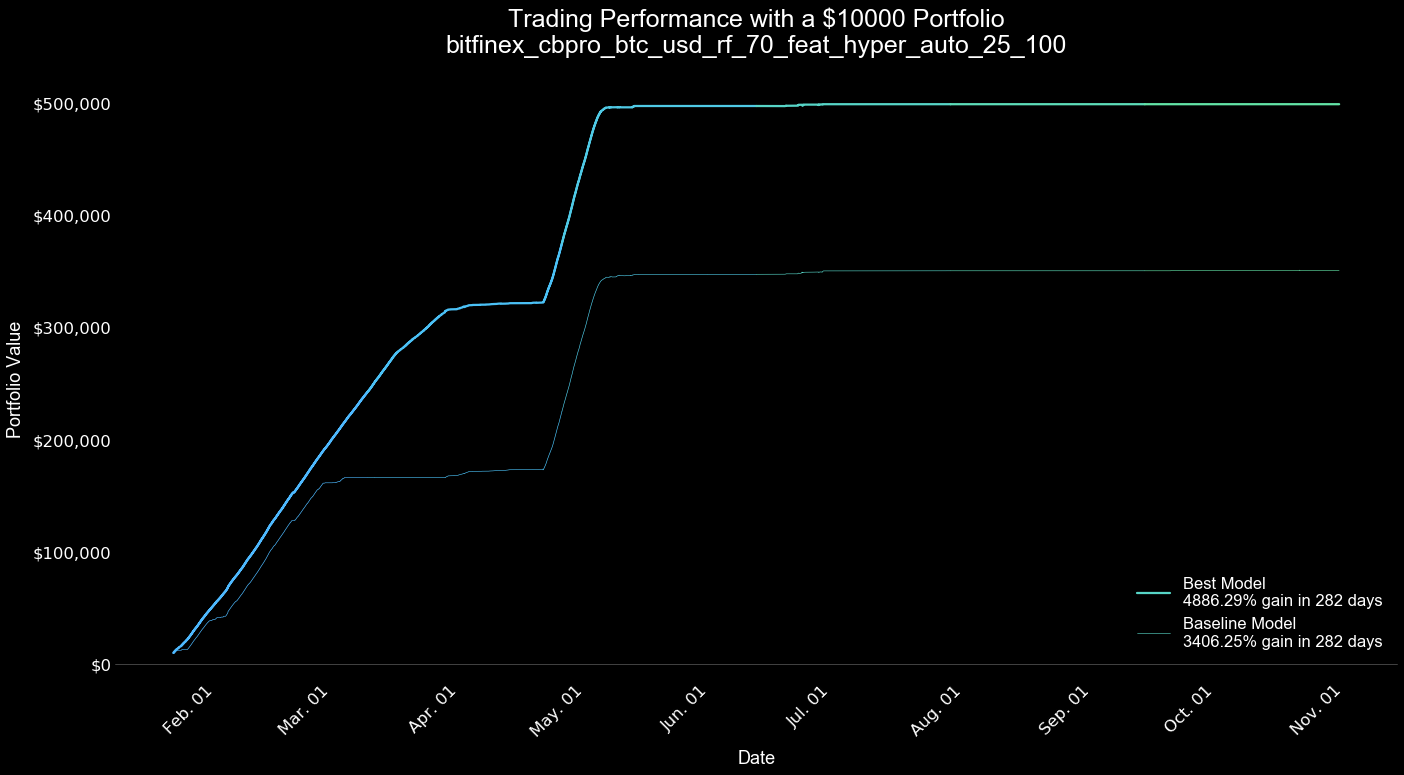 Trading Performance with a $10000 Portfolio
bitfinex_cbpro_btc_usd_rf_70_feat_hyper_auto_25_100
$500,000
$400,000
$300,000
$200,000
$100,000
$0
Portfolio Value
Best Model
4886.29% gain in 282 days
Baseline Model
3406.25% gain in 282 days
Feb. 01
Mar. 01
Apr. 01
May. 01
Jun. 01
Jul. 01
Aug. 01
Sep. 01
Oct. 01
Nov. 01
Date